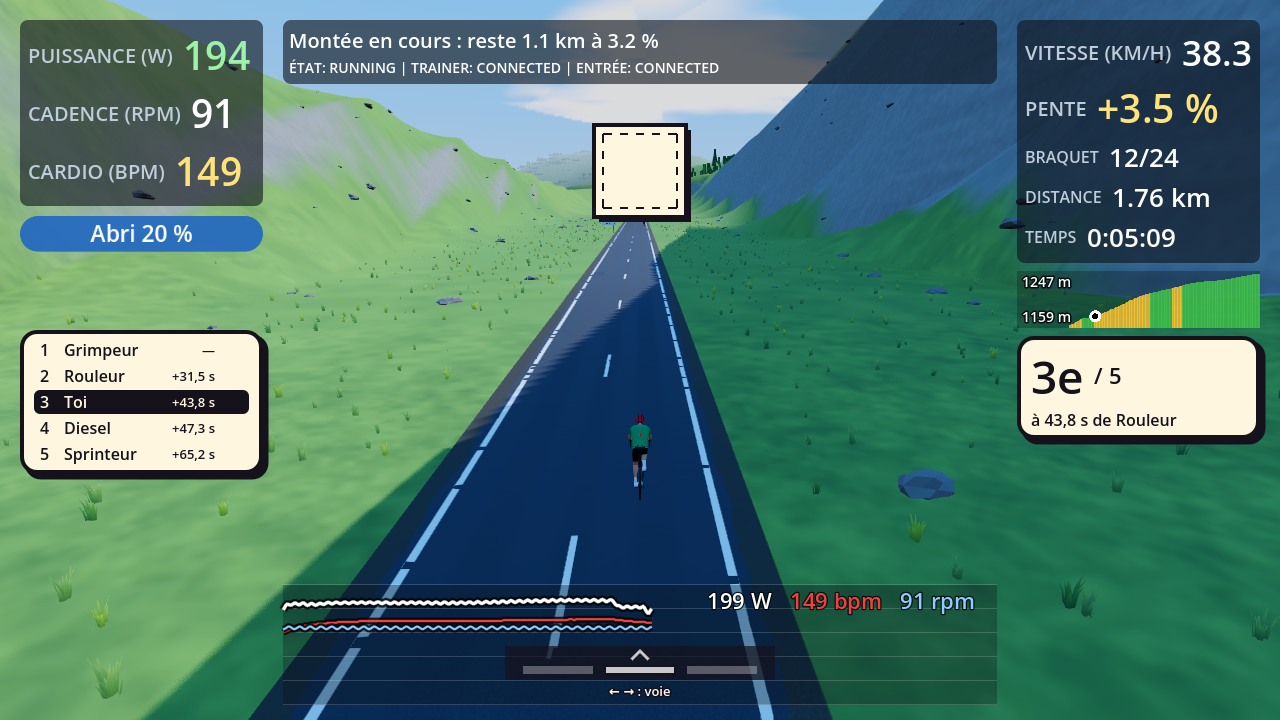 PUISSANCE (W) 194
CADENCE (RPM) 91
CARDIO (BPM) 149
Abri 20 %
Montée en cours : reste 1.1 km à 3.2 %
ÉTAT: RUNNING | TRAINER: CONNECTED | ENTRÉE: CONNECTED
VITESSE (KM/H) 38.3
PENTE +3.5 %
BRAQUET 12/24
DISTANCE 1.76 km
TEMPS 0:05:09
1247 m
1159 m
1 Grimpeur —
2 Rouleur +31,5 s
3 Toi +43,8 s
4 Diesel +47,3 s
5 Sprinteur +65,2 s
3e / 5
à 43,8 s de Rouleur
199 W 149 bpm 91 rpm
← → : voie